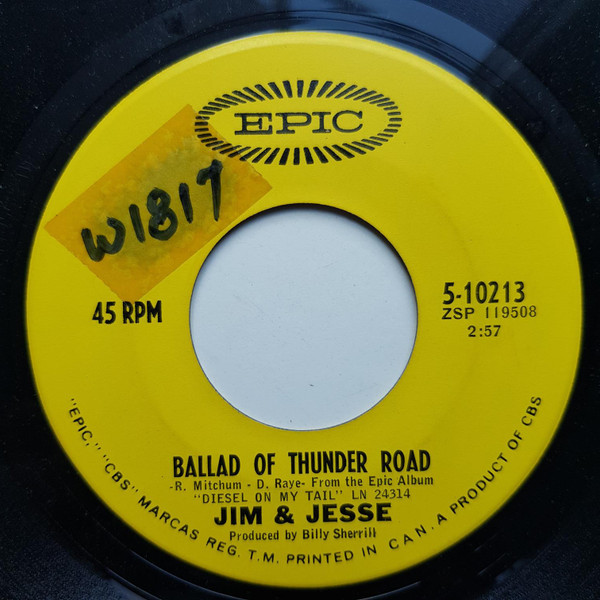 EPIC
W1817
45 RPM
5-10213
ZSP 119508
2:57
BALLAD OF THUNDER ROAD
-R. Mitchum - D. Raye- From the Epic Album
"DIESEL ON MY TAIL" LN 24314
JIM & JESSE
Produced by Billy Sherrill
"EPIC," "CBS" MARCAS REG. T.M. PRINTED IN CAN. A PRODUCT OF CBS